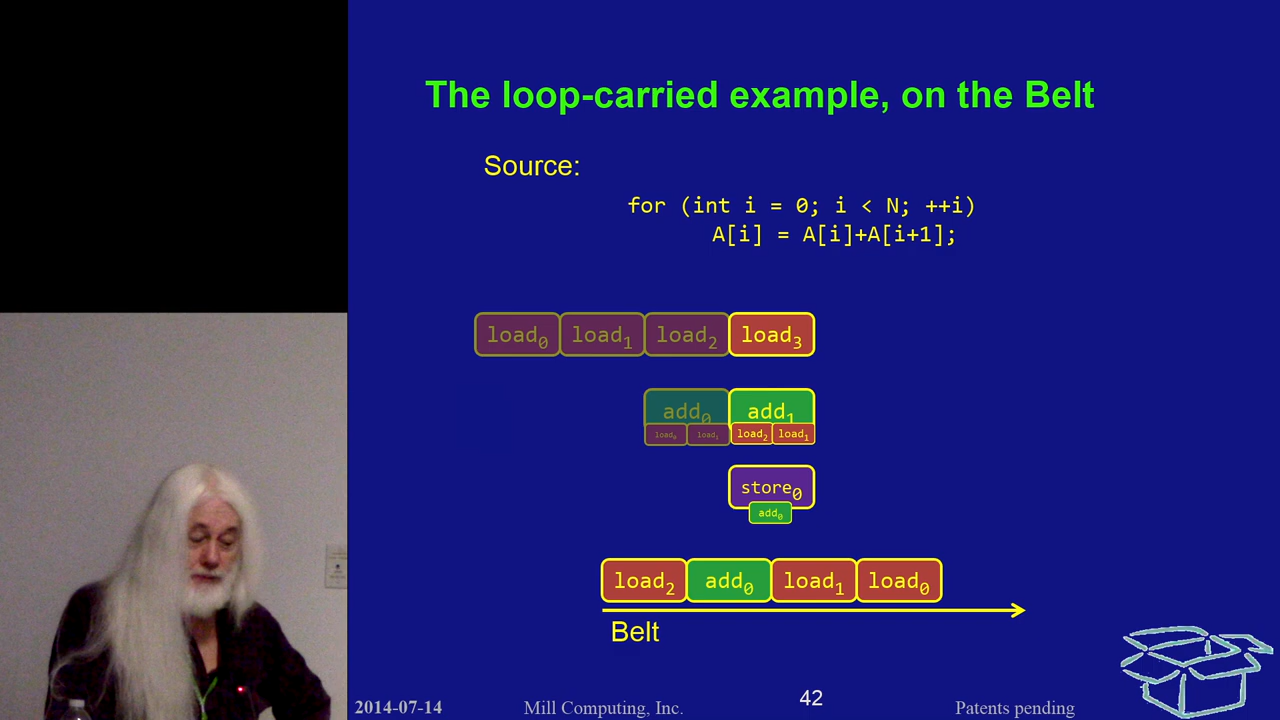 The loop-carried example, on the Belt
Source:
for (int i = 0; i < N; ++i)
A[i] = A[i]+A[i+1];
load0 load1 load2 load3
add0 add1
load0 load1 load2 load1
store0
add0
load2 add0 load1 load0
Belt
2014-07-14 Mill Computing, Inc. 42 Patents pending